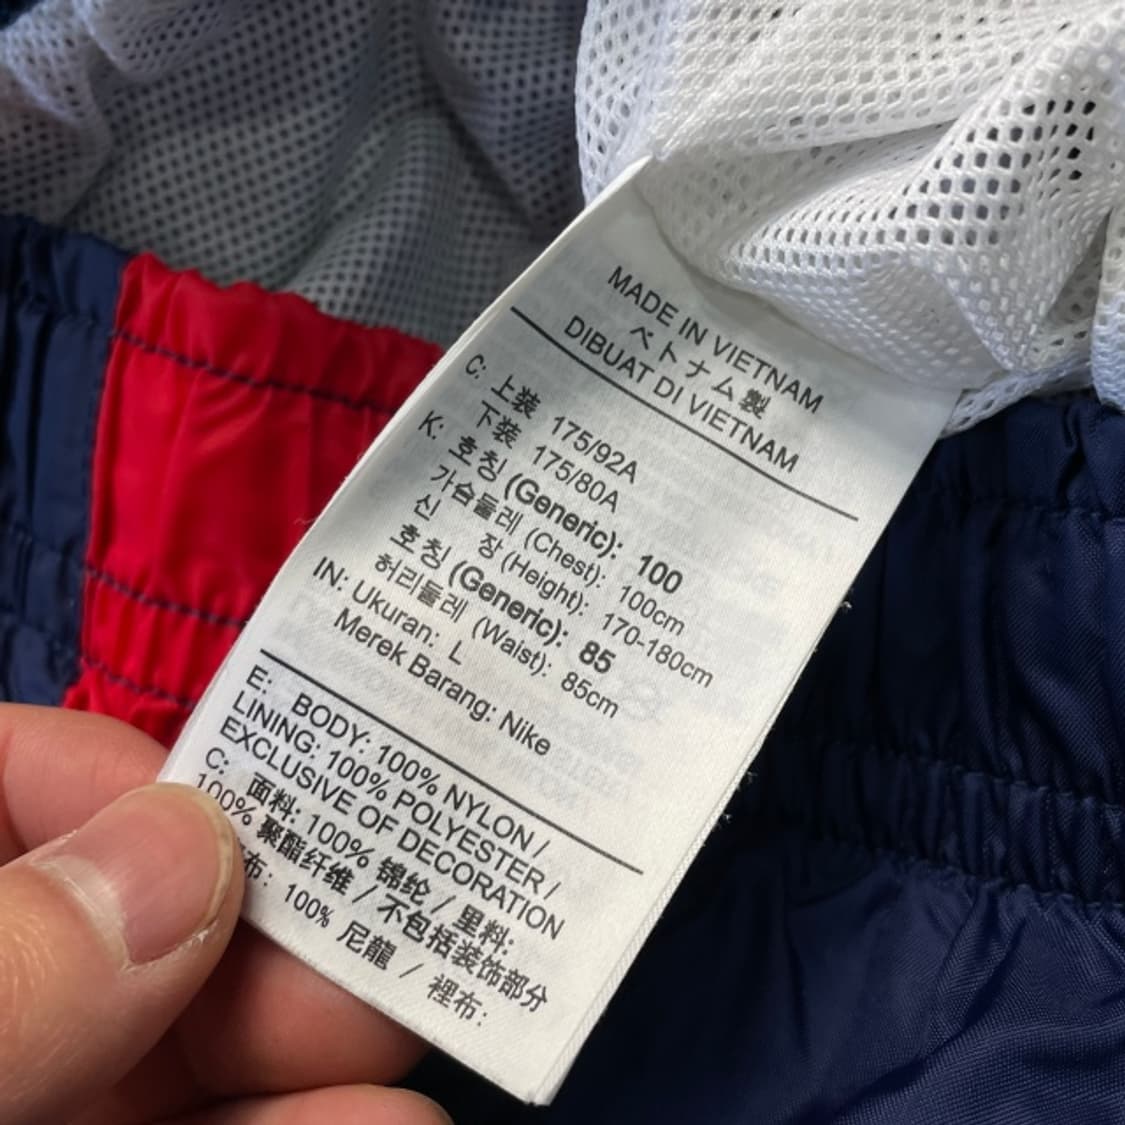 MADE IN VIETNAM
ベトナム製
DIBUAT DI VIETNAM
C: 上装 175/92A
下装 175/80A
K: 호칭 (Generic): 100
가슴둘레 (Chest): 100cm
신 장 (Height): 170-180cm
호칭 (Generic): 85
허리둘레 (Waist): 85cm
IN: Ukuran: L
Merek Barang: Nike
E: BODY: 100% NYLON /
LINING: 100% POLYESTER /
EXCLUSIVE OF DECORATION
C: 面料: 100% 锦纶 / 里料:
100% 聚酯纤维 / 不包括装饰部分
布: 100% 尼龍 / 裡布: